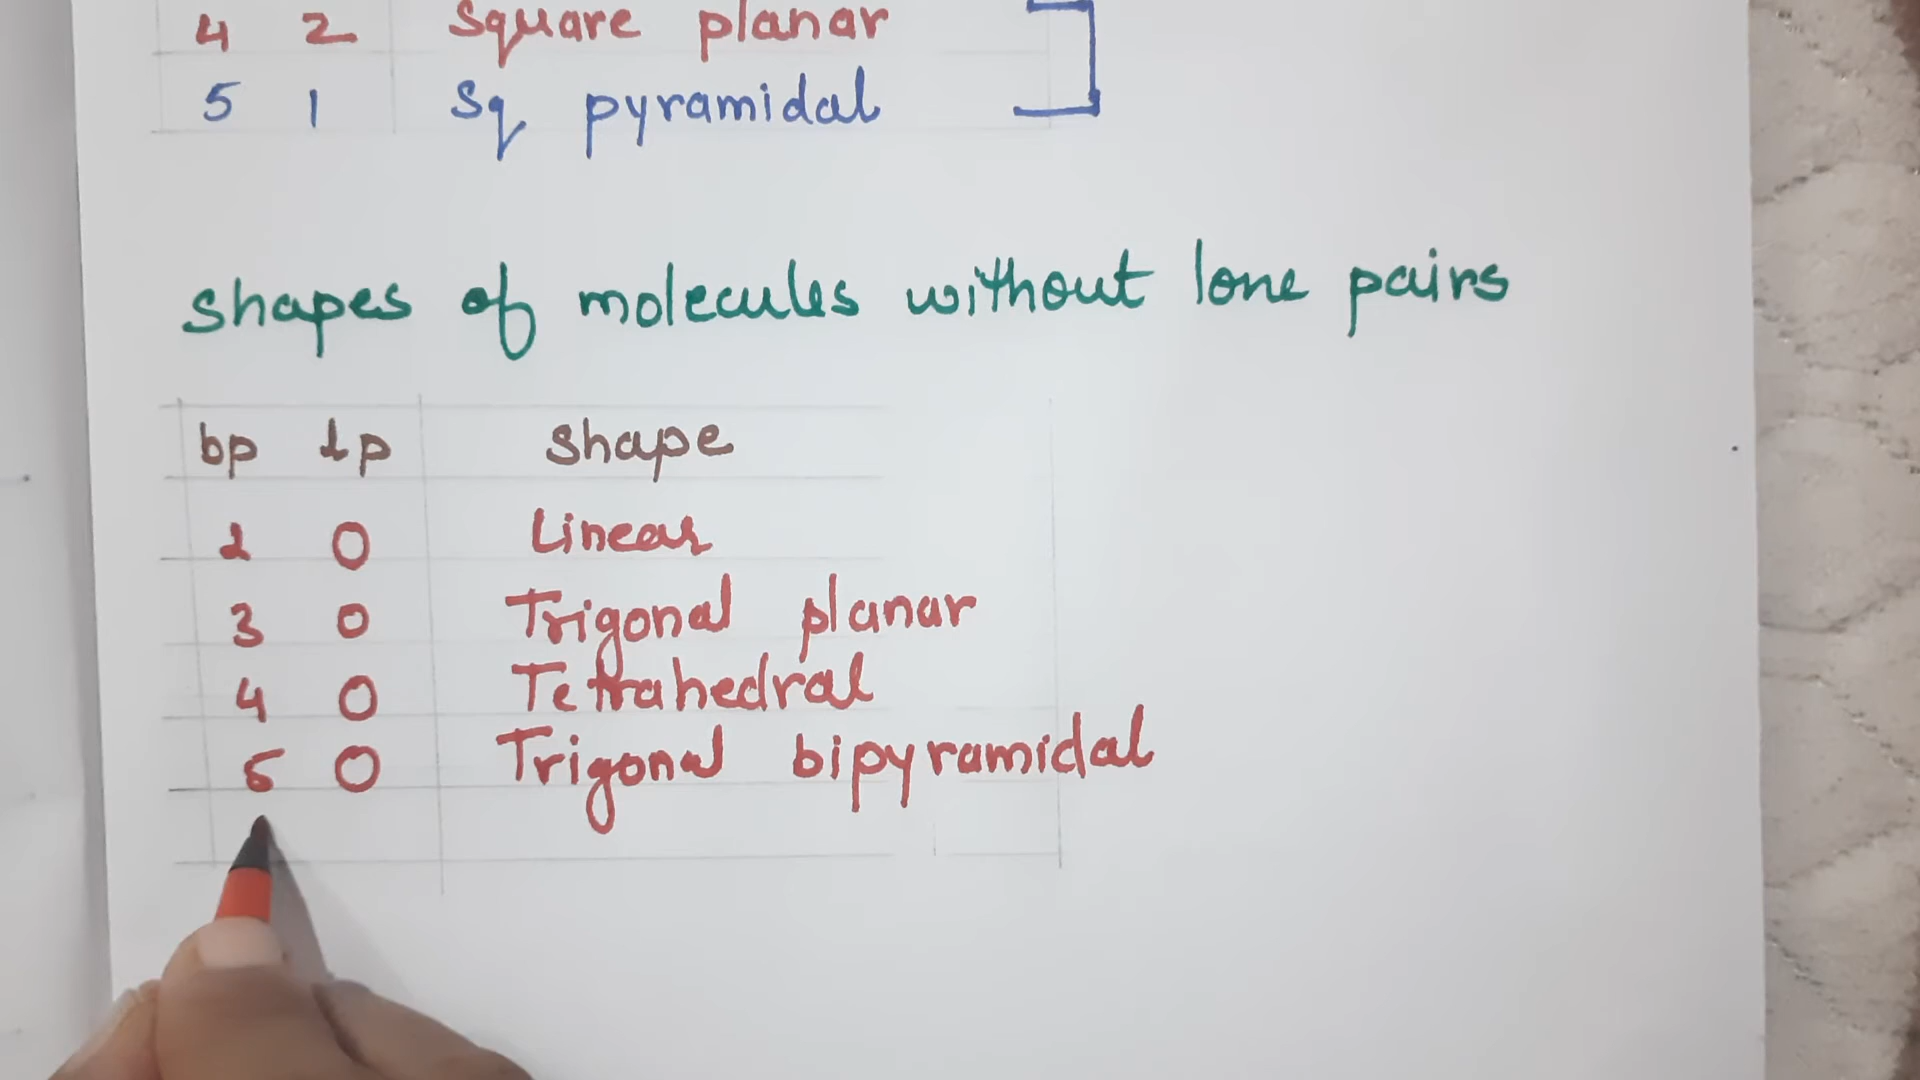 4 2 Square planar
5 1 Sq pyramidal
shapes of molecules without lone pairs
bp lp shape
2 0 Linear
3 0 Trigonal planar
4 0 Tetrahedral
5 0 Trigonal bipyramidal